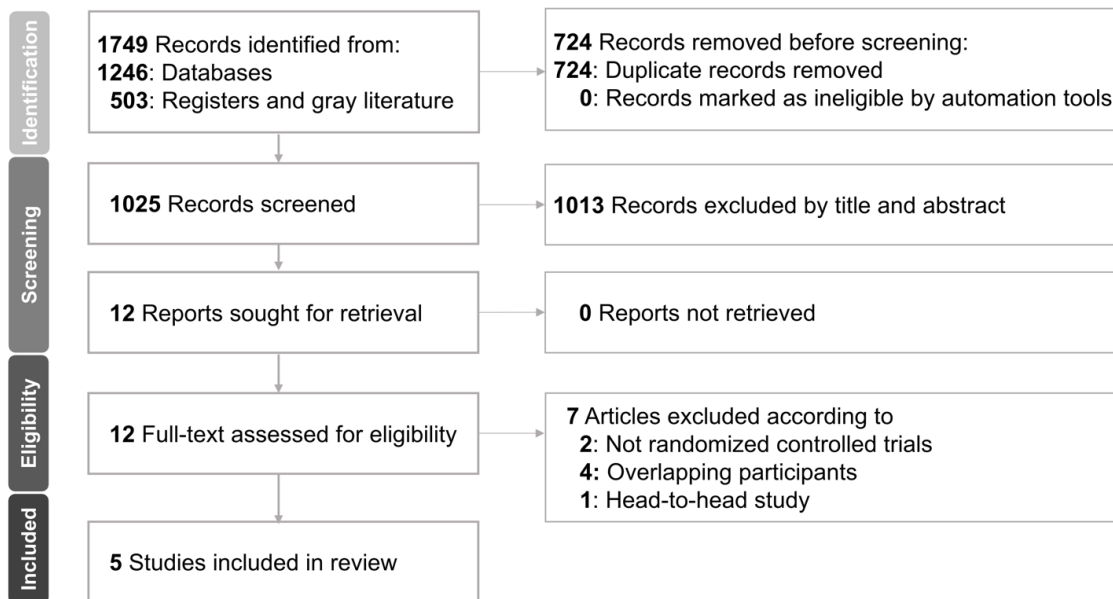 Identification
1749 Records identified from:
1246: Databases
503: Registers and gray literature
724 Records removed before screening:
724: Duplicate records removed
0: Records marked as ineligible by automation tools
Screening
1025 Records screened
1013 Records excluded by title and abstract
12 Reports sought for retrieval
0 Reports not retrieved
Eligibility
12 Full-text assessed for eligibility
7 Articles excluded according to
2: Not randomized controlled trials
4: Overlapping participants
1: Head-to-head study
Included
5 Studies included in review